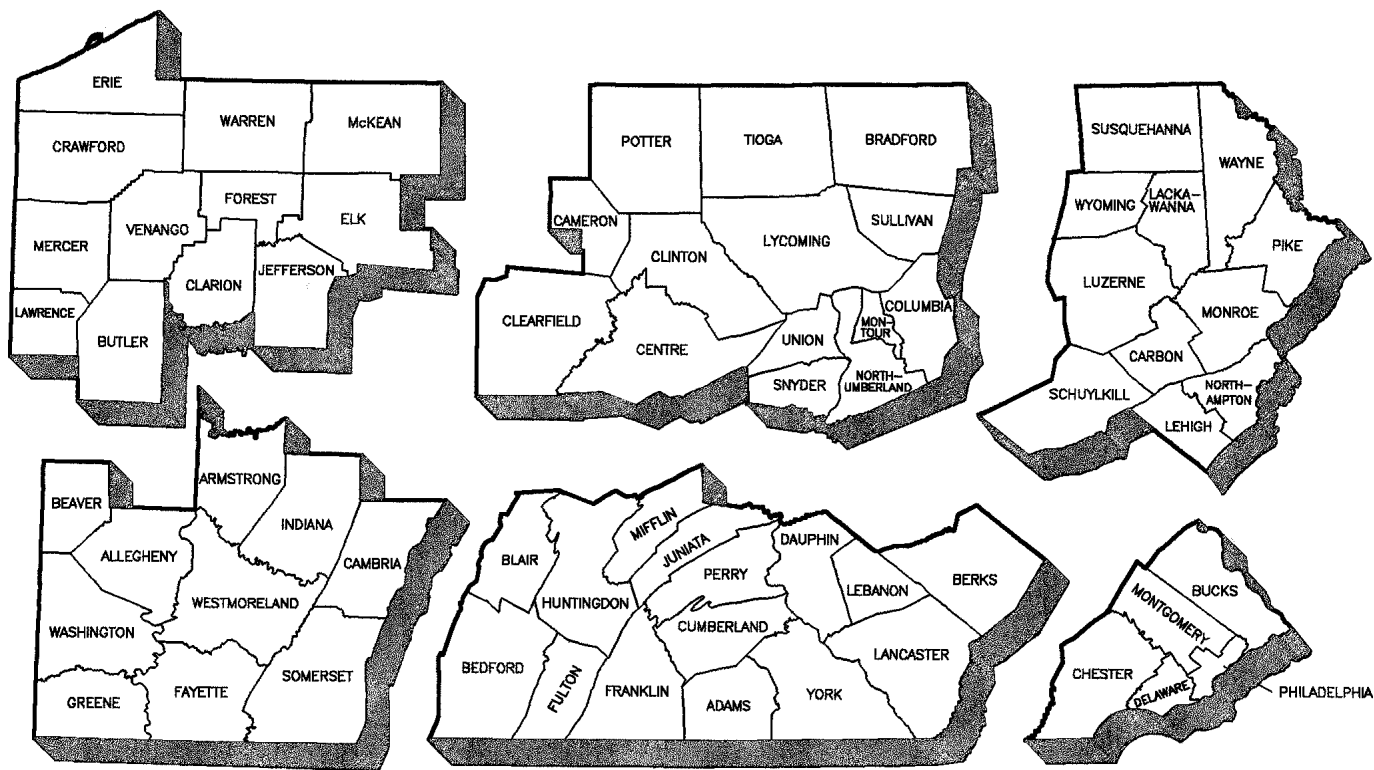 ERIE
CRAWFORD
WARREN
McKEAN
MERCER
VENANGO
FOREST
ELK
CLARION
JEFFERSON
LAWRENCE
BUTLER
POTTER
TIOGA
BRADFORD
CAMERON
CLINTON
LYCOMING
SULLIVAN
CLEARFIELD
CENTRE
UNION
MON-
TOUR
COLUMBIA
SNYDER
NORTH-
UMBERLAND
SUSQUEHANNA
WAYNE
WYOMING
LACKA-
WANNA
PIKE
LUZERNE
MONROE
CARBON
SCHUYLKILL
NORTH-
AMPTON
LEHIGH
BEAVER
ARMSTRONG
INDIANA
ALLEGHENY
CAMBRIA
WESTMORELAND
WASHINGTON
GREENE
FAYETTE
SOMERSET
BLAIR
MIFFLIN
JUNIATA
DAUPHIN
HUNTINGDON
PERRY
LEBANON
BERKS
CUMBERLAND
BEDFORD
FULTON
FRANKLIN
ADAMS
YORK
LANCASTER
BUCKS
MONTGOMERY
CHESTER
DELAWARE
PHILADELPHIA